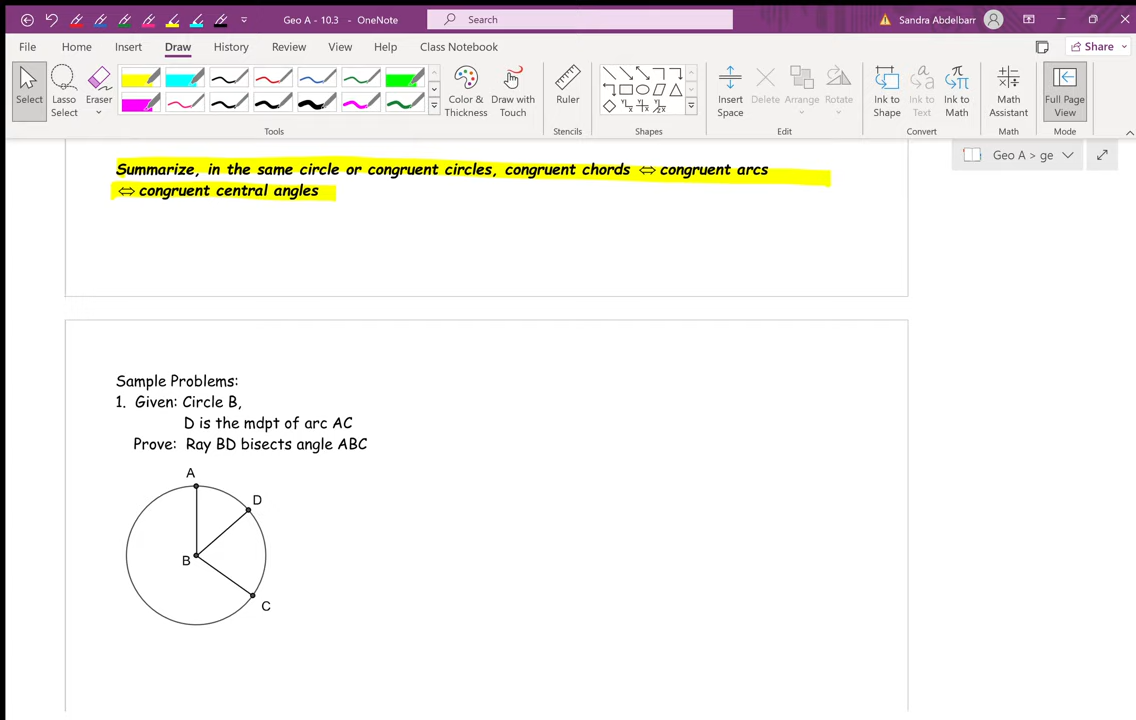 Geo A - 10.3 - OneNote
Search
Sandra Abdelbarr
File Home Insert Draw History Review View Help Class Notebook
Share
Select
Lasso Select
Eraser
Color & Thickness
Draw with Touch
Ruler
Insert Space
Delete
Arrange
Rotate
Ink to Shape
Ink to Text
Ink to Math
Math Assistant
Full Page View
Tools
Stencils
Shapes
Edit
Convert
Math
Mode
Geo A > ge
Summarize, in the same circle or congruent circles, congruent chords ⇔ congruent arcs
⇔ congruent central angles
Sample Problems:
1. Given: Circle B,
D is the mdpt of arc AC
Prove: Ray BD bisects angle ABC
A
D
B
C